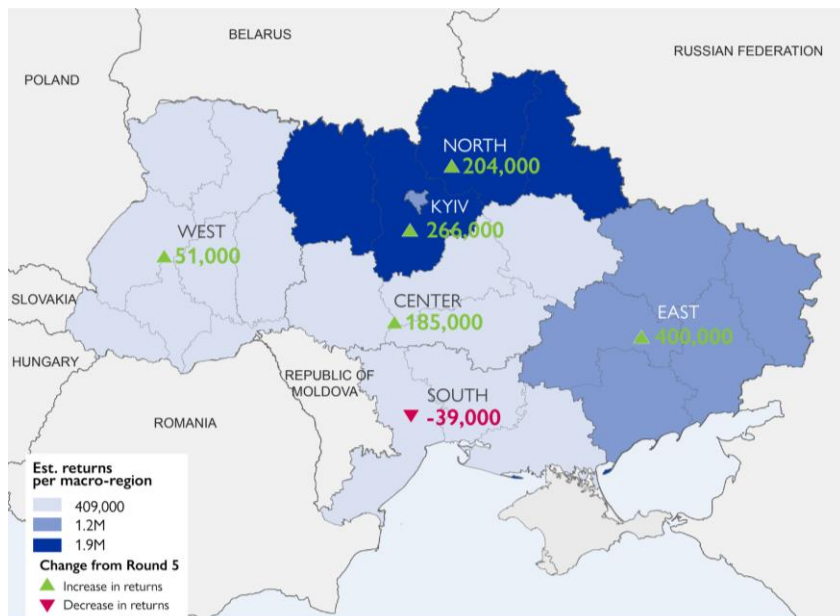 BELARUS
RUSSIAN FEDERATION
POLAND
NORTH
204,000
KYIV
266,000
WEST
51,000
SLOVAKIA
CENTER
185,000
EAST
400,000
HUNGARY
REPUBLIC OF
MOLDOVA
SOUTH
-39,000
ROMANIA
Est. returns
per macro-region
409,000
1.2M
1.9M
Change from Round 5
Increase in returns
Decrease in returns